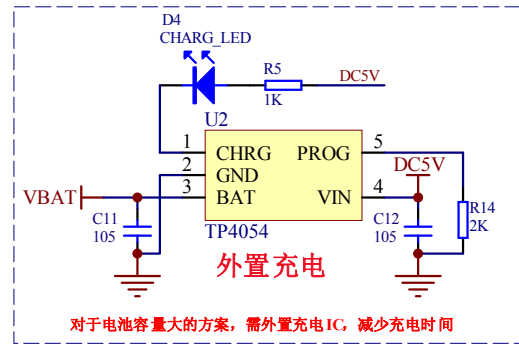 D4
CHARG_LED
R5
DC5V
1K
U2
1
CHRG
PROG
5
2
GND
DC5V
VBAT
3
BAT
VIN
4
C11
105
TP4054
C12
105
R14
2K
外置充电
对于电池容量大的方案，需外置充电IC，减少充电时间